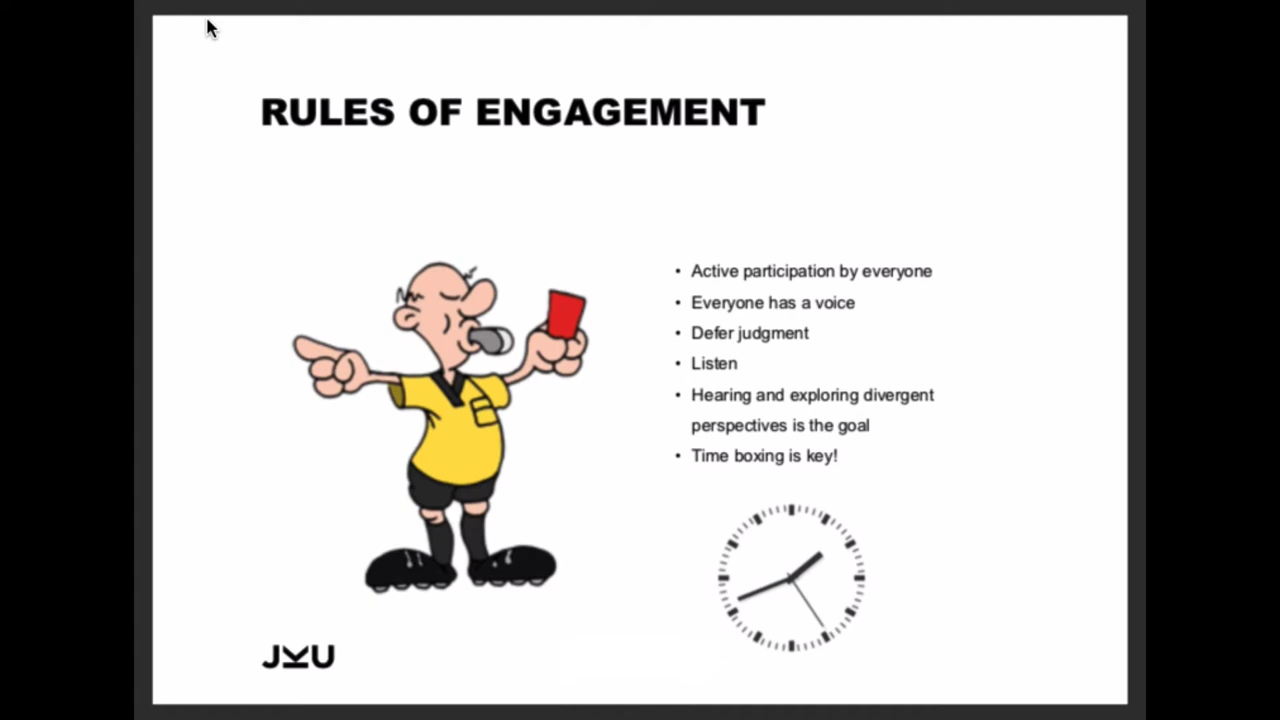 RULES OF ENGAGEMENT
• Active participation by everyone
• Everyone has a voice
• Defer judgment
• Listen
• Hearing and exploring divergent
perspectives is the goal
• Time boxing is key!
JKU